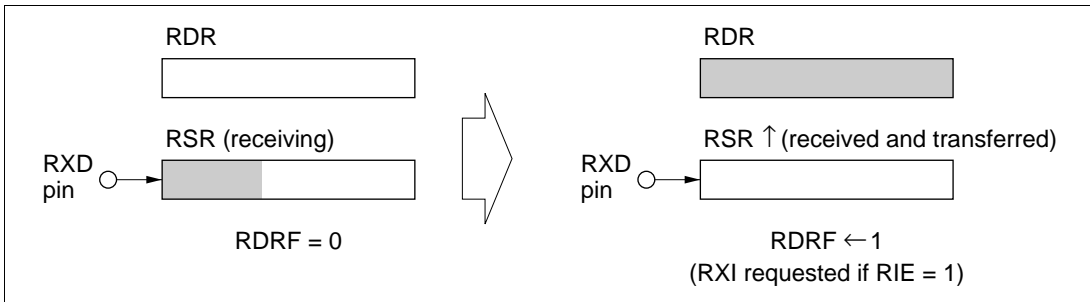 RDR
RSR (receiving)
RXD
pin
RDRF = 0
RDR
RSR ↑ (received and transferred)
RXD
pin
RDRF ← 1
(RXI requested if RIE = 1)